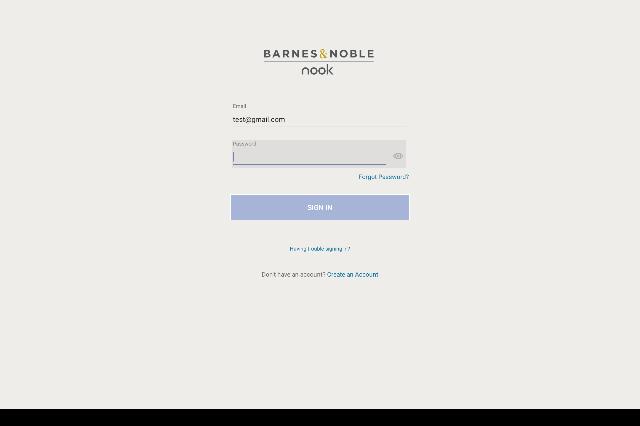 BARNES&NOBLE
nook
Email
test@gmail.com
Password
Forgot Password?
SIGN IN
Having trouble signing in?
Don't have an account? Create an Account